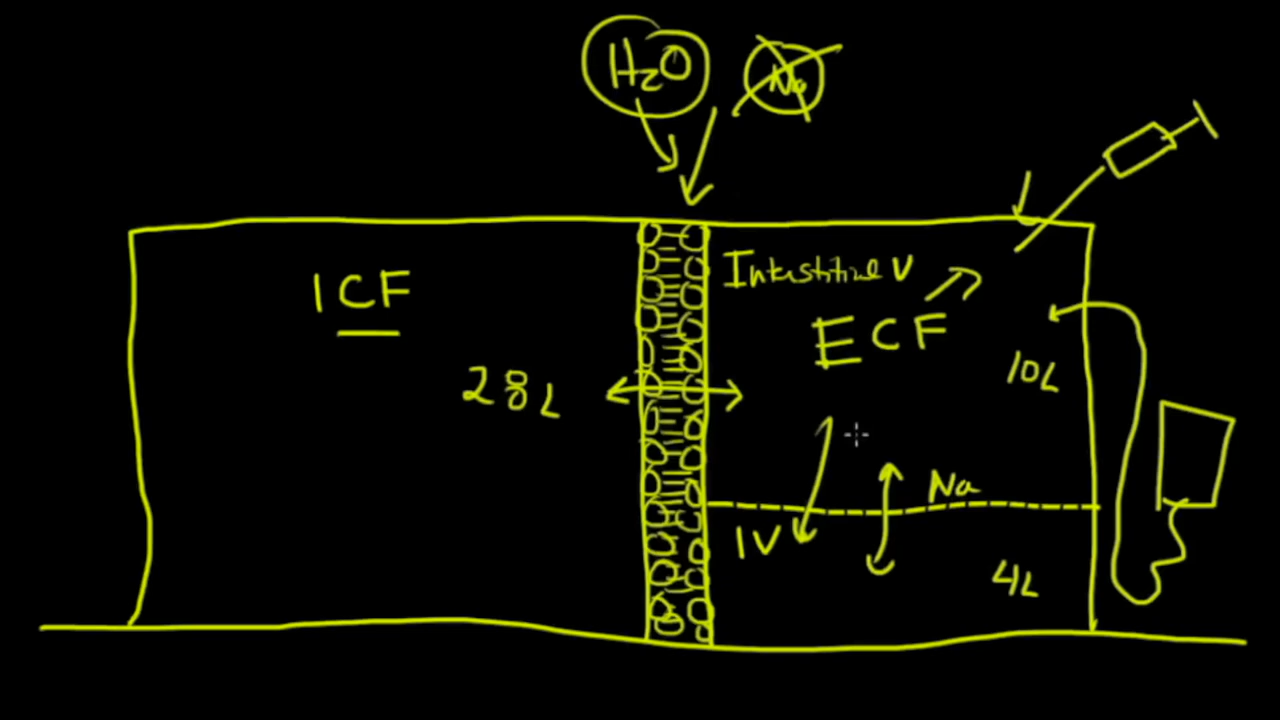 H2O Na
Interstitial V
ICF
ECF
28L
10L
Na
IV
4L